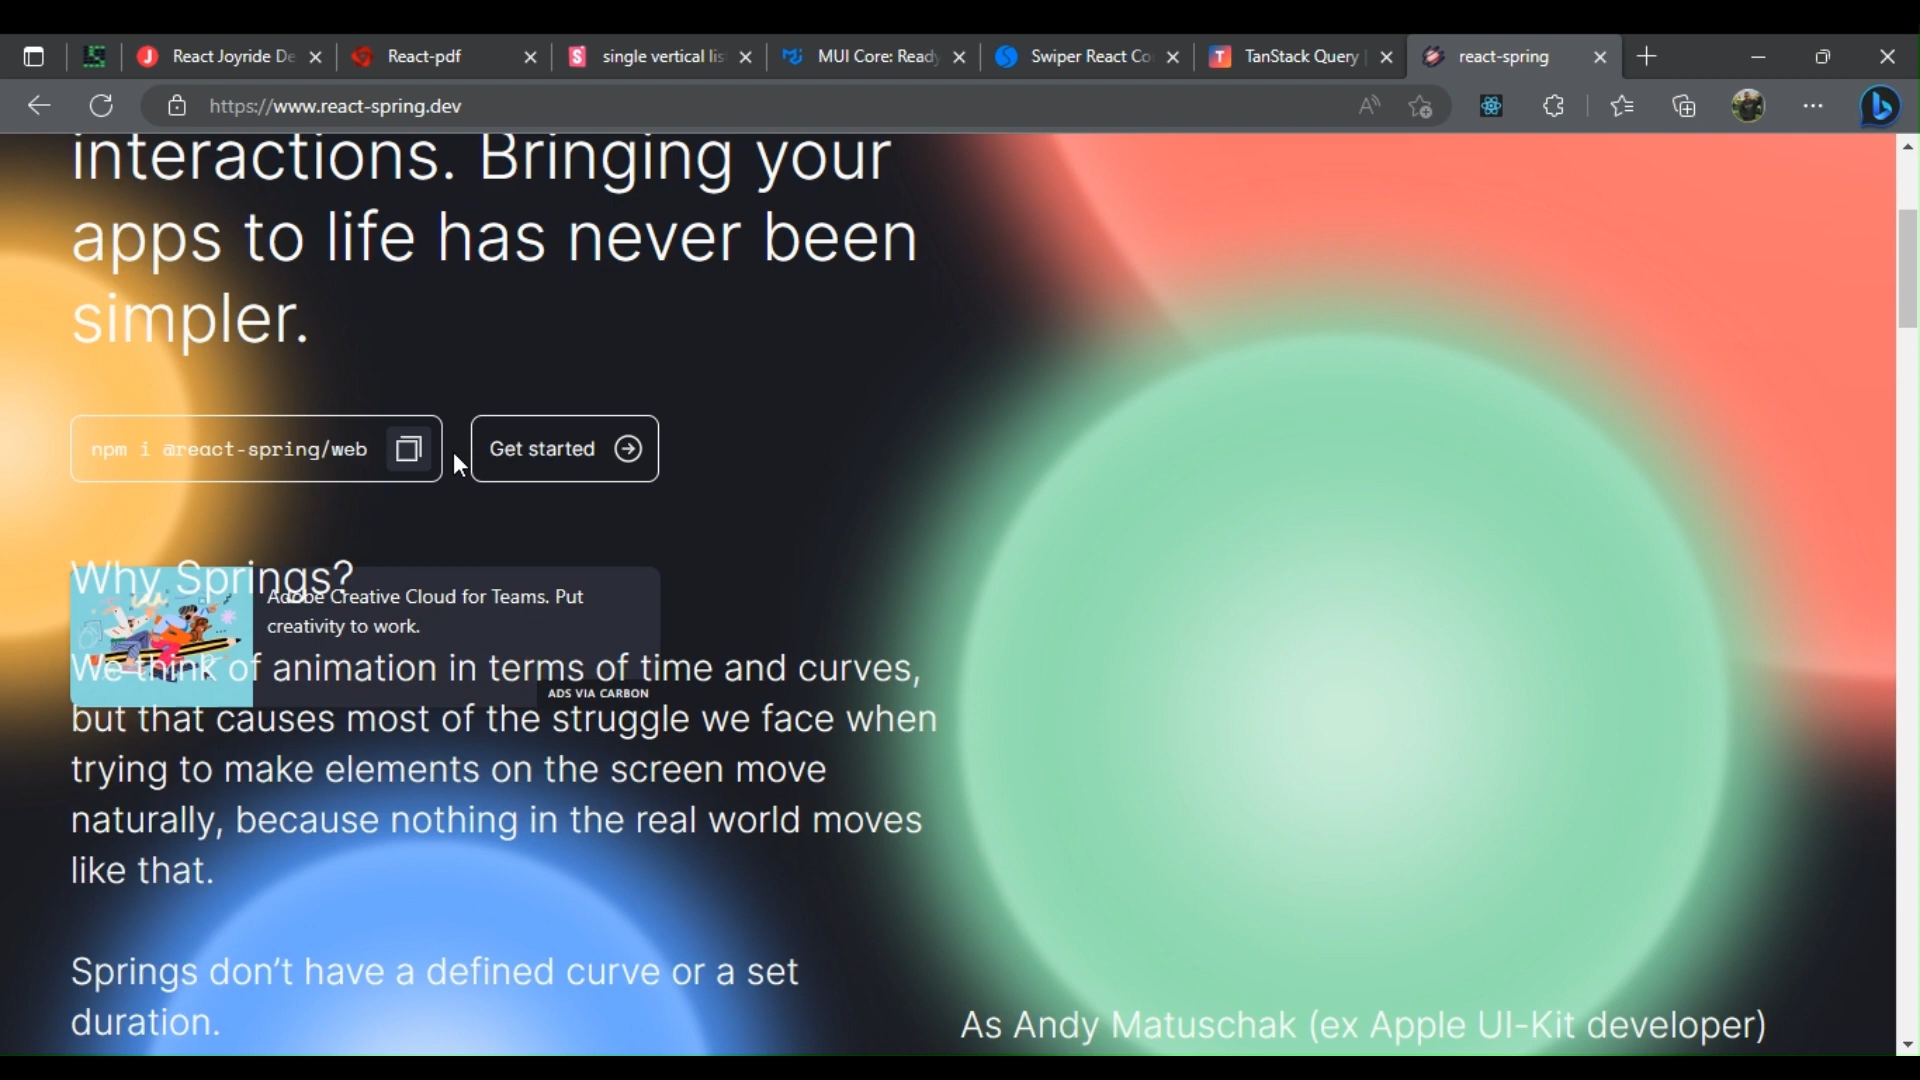 React Joyride De
React-pdf
single vertical lis
MUI Core: Ready
Swiper React Co
TanStack Query
react-spring
https://www.react-spring.dev
interactions. Bringing your
apps to life has never been
simpler.
npm i @react-spring/web
Get started
Why Springs?
Adobe Creative Cloud for Teams. Put
creativity to work.
ADS VIA CARBON
We think of animation in terms of time and curves,
but that causes most of the struggle we face when
trying to make elements on the screen move
naturally, because nothing in the real world moves
like that.
Springs don’t have a defined curve or a set
duration.
As Andy Matuschak (ex Apple UI-Kit developer)